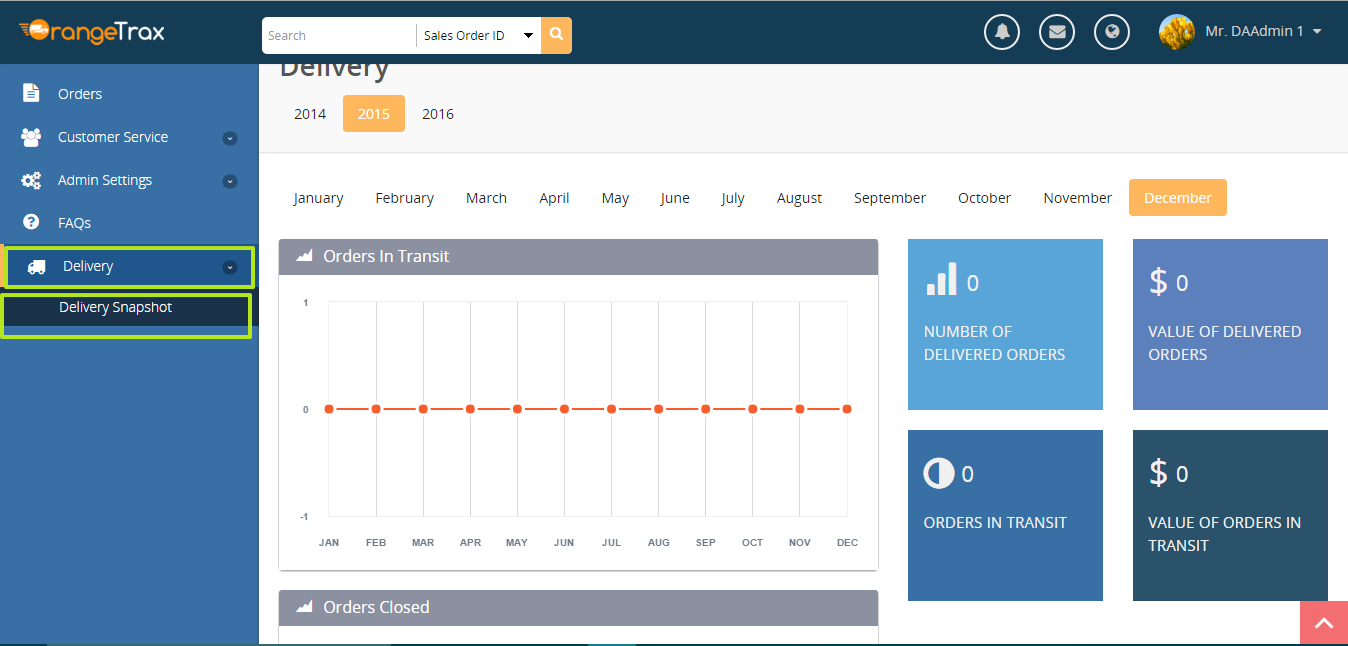 OrangeTrax
Search
Sales Order ID
Mr. DAAdmin 1
Orders
Customer Service
Admin Settings
FAQs
Delivery
Delivery Snapshot
Delivery
2014 2015 2016
January February March April May June July August September October November December
Orders In Transit
1
0
-1
JAN FEB MAR APR MAY JUN JUL AUG SEP OCT NOV DEC
Orders Closed
0
NUMBER OF
DELIVERED ORDERS
$ 0
VALUE OF DELIVERED
ORDERS
0
ORDERS IN TRANSIT
$ 0
VALUE OF ORDERS IN
TRANSIT